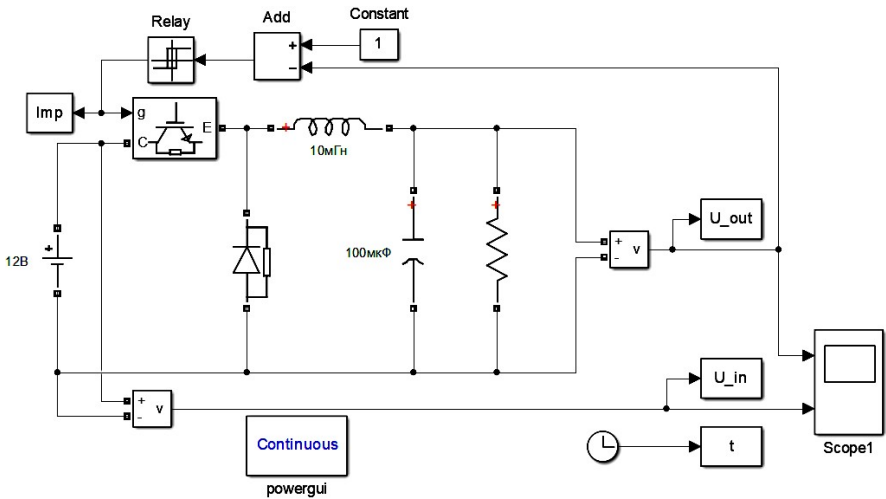 Constant
Add
Relay
1
+
−
Imp
g
C
E
+
10мГн
+
+
12В
+
100мкФ
+
-
v
U_out
U_in
+
-
v
Continuous
powergui
t
Scope1